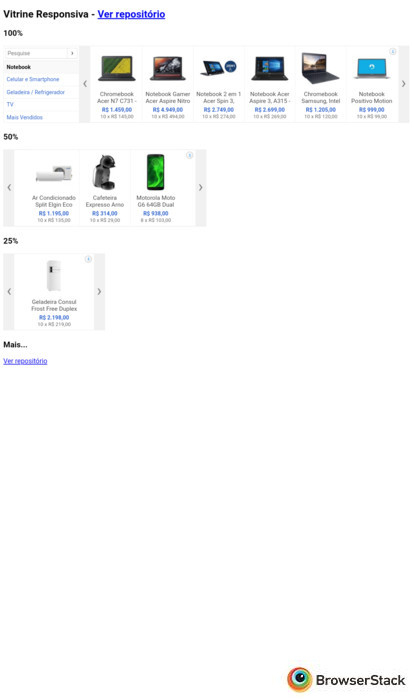 Vitrine Responsiva - Ver repositório
100%
Pesquise
Notebook
Celular e Smartphone
Geladeira / Refrigerador
TV
Mais Vendidos
Chromebook
Acer N7 C731 -
R$ 1.459,00
10 x R$ 145,00
Notebook Gamer
Acer Aspire Nitro
R$ 4.949,00
10 x R$ 494,00
Notebook 2 em 1
Acer Spin 3,
R$ 2.749,00
10 x R$ 274,00
Notebook Acer
Aspire 3, A315 -
R$ 2.699,00
10 x R$ 269,00
Chromebook
Samsung, Intel
R$ 1.205,00
10 x R$ 120,00
Notebook
Positivo Motion
R$ 999,00
10 x R$ 99,00
50%
Ar Condicionado
Split Elgin Eco
R$ 1.195,00
10 x R$ 135,00
Cafeteira
Expresso Arno
R$ 314,00
10 x R$ 29,00
Motorola Moto
G6 64GB Dual
R$ 938,00
8 x R$ 103,00
25%
Geladeira Consul
Frost Free Duplex
R$ 2.198,00
10 x R$ 219,00
Mais...
Ver repositório
BrowserStack